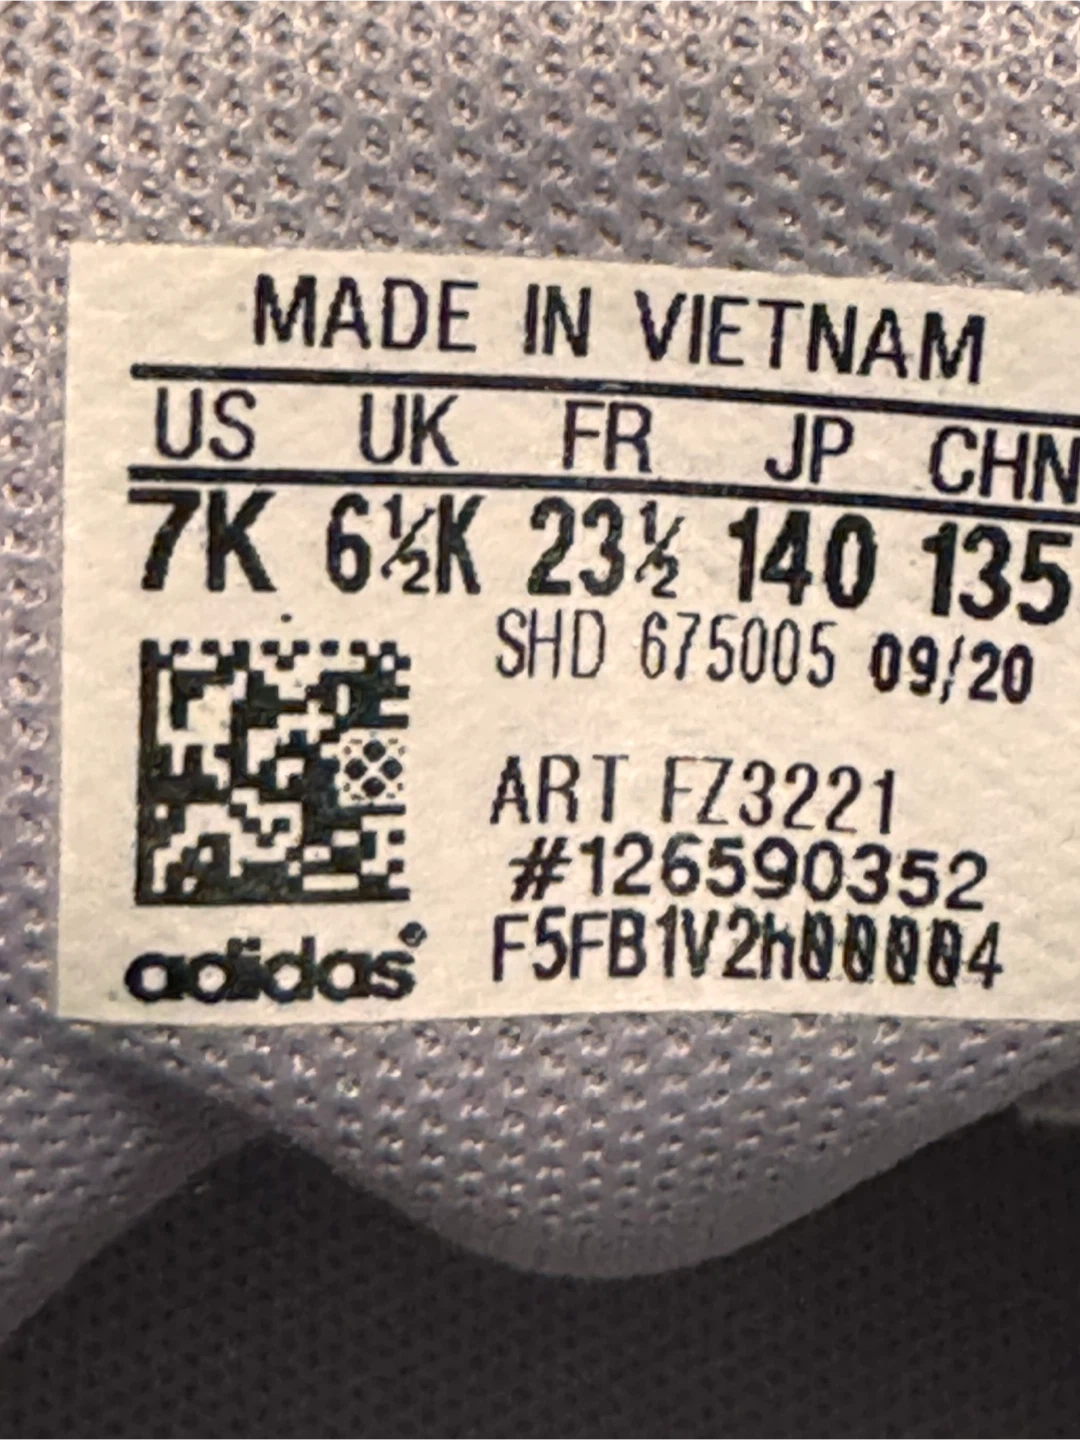 MADE IN VIETNAM
US UK FR JP CHN
7K 6½K 23½ 140 135
SHD 675005 09/20
ART FZ3221
#126590352
F5FB1V2h00004
adidas®